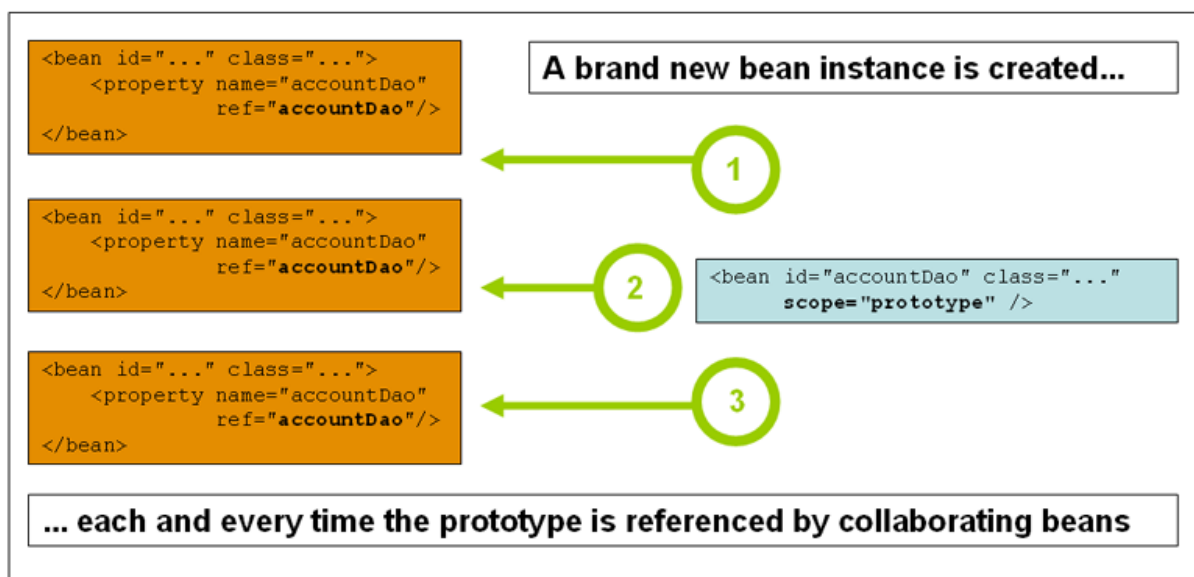 <bean id="..." class="...">
<property name="accountDao"
ref="accountDao"/>
</bean>
A brand new bean instance is created...
1
<bean id="..." class="...">
<property name="accountDao"
ref="accountDao"/>
</bean>
2
<bean id="accountDao" class="..."
scope="prototype" />
<bean id="..." class="...">
<property name="accountDao"
ref="accountDao"/>
</bean>
3
... each and every time the prototype is referenced by collaborating beans